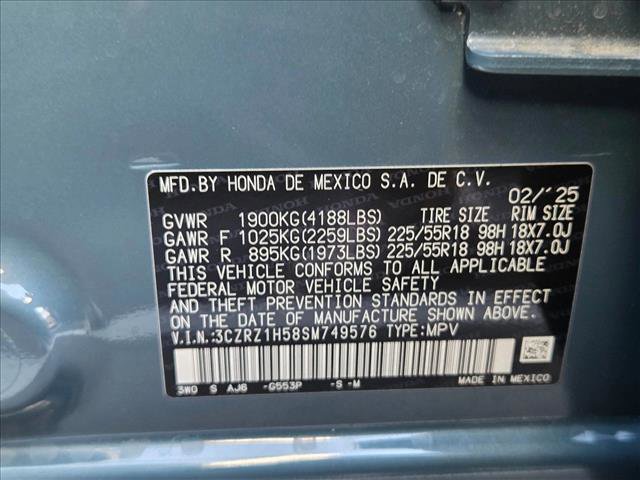 MFD.BY HONDA DE MEXICO S.A. DE C.V. 02/'25
GVWR 1900KG(4188LBS) TIRE SIZE RIM SIZE
GAWR F 1025KG(2259LBS) 225/55R18 98H 18X7.0J
GAWR R 895KG(1973LBS) 225/55R18 98H 18X7.0J
THIS VEHICLE CONFORMS TO ALL APPLICABLE
FEDERAL MOTOR VEHICLE SAFETY, BUMPER,
AND THEFT PREVENTION STANDARDS IN EFFECT
ON THE DATE OF MANUFACTURE SHOWN ABOVE.
V.I.N.:3CZRZ1H58SM749576 TYPE:MPV
3W0 S AJ6 -G553P -S -M MADE IN MEXICO